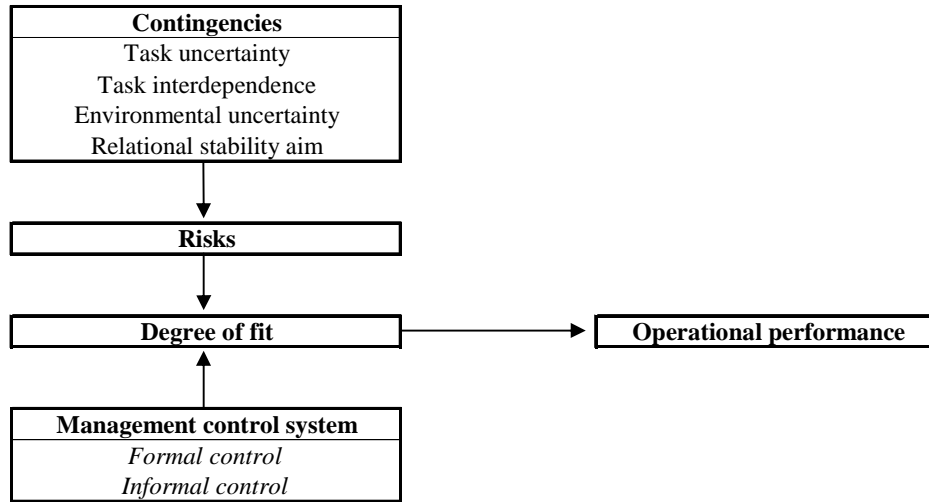 Contingencies
Task uncertainty
Task interdependence
Environmental uncertainty
Relational stability aim
Risks
Degree of fit
Operational performance
Management control system
Formal control
Informal control